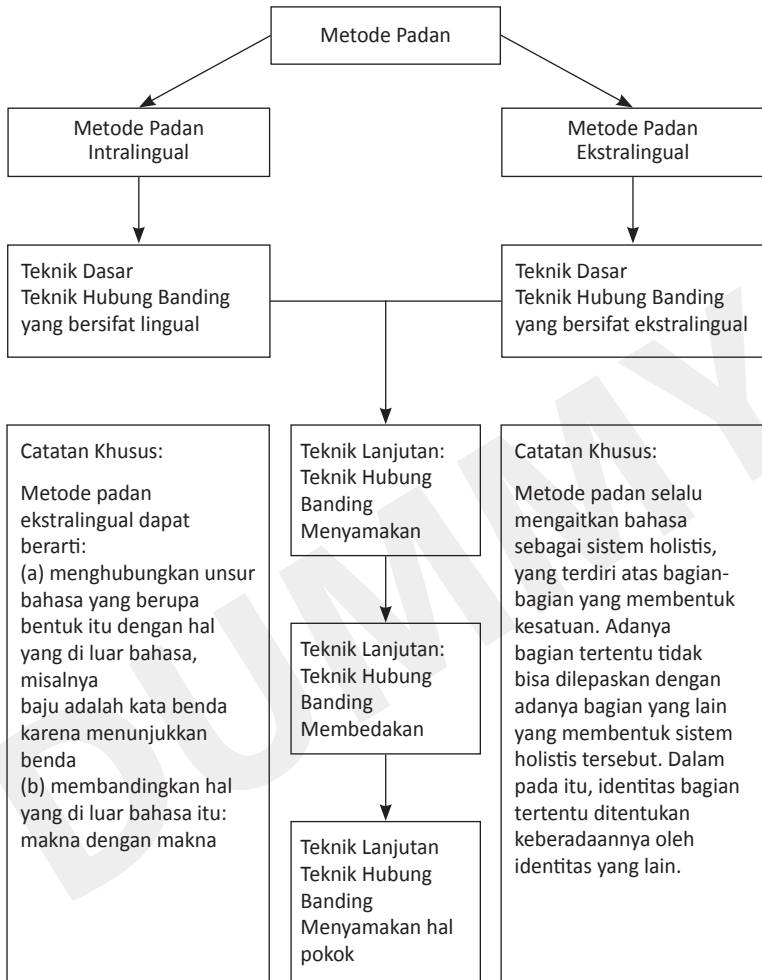 Metode Padan
Metode Padan
Intralingual
Metode Padan
Ekstralingual
Teknik Dasar
Teknik Hubung Banding
yang bersifat lingual
Teknik Dasar
Teknik Hubung Banding
yang bersifat ekstralingual
Catatan Khusus:
Metode padan
ekstralingual dapat
berarti:
(a) menghubungkan unsur
bahasa yang berupa
bentuk itu dengan hal
yang di luar bahasa,
misalnya
baju adalah kata benda
karena menunjukkan
benda
(b) membandingkan hal
yang di luar bahasa itu:
makna dengan makna
Teknik Lanjutan:
Teknik Hubung
Banding
Menyamakan
Teknik Lanjutan:
Teknik Hubung
Banding
Membedakan
Teknik Lanjutan
Teknik Hubung
Banding
Menyamakan hal
pokok
Catatan Khusus:
Metode padan selalu
mengaitkan bahasa
sebagai sistem holistis,
yang terdiri atas bagian-
bagian yang membentuk
kesatuan. Adanya
bagian tertentu tidak
bisa dilepaskan dengan
adanya bagian yang lain
yang membentuk sistem
holistis tersebut. Dalam
pada itu, identitas bagian
tertentu ditentukan
keberadaannya oleh
identitas yang lain.
DUMMY